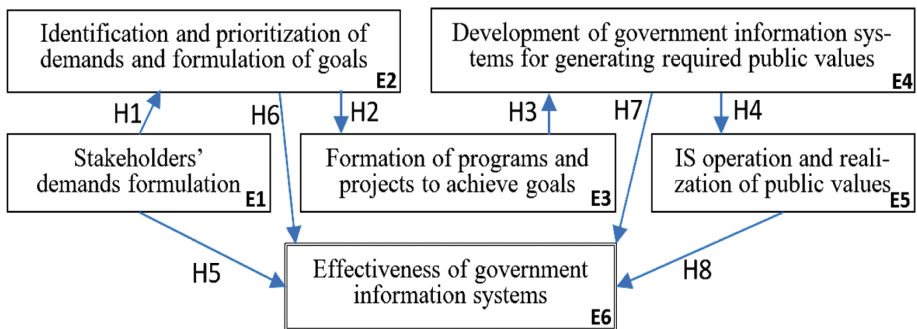 Identification and prioritization of
demands and formulation of goals
E2
Development of government information sys-
tems for generating required public values
E4
H1
H6
H2
H3
H7
H4
Stakeholders’
demands formulation
E1
Formation of programs and
projects to achieve goals
E3
IS operation and reali-
zation of public values
E5
H5
Effectiveness of government
information systems
E6
H8